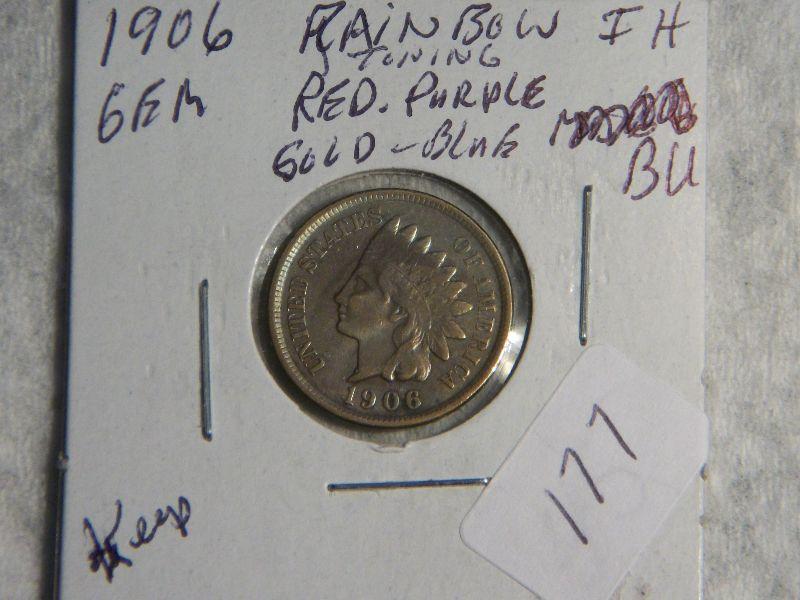 1906 RAINBOW IH
TONING
GEM RED. PURPLE
GOLD - BLUE
BU
UNITED STATES OF AMERICA
1906
Keep
177